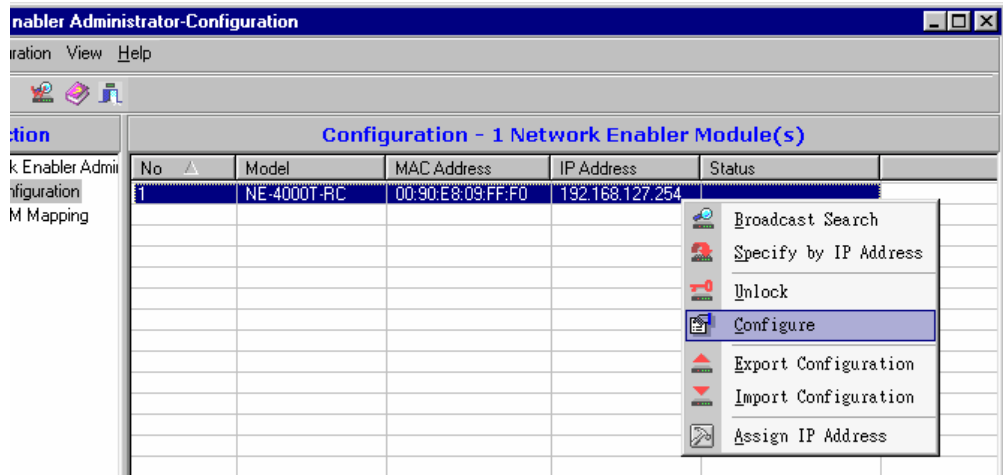 nabler Administrator-Configuration
ration View Help
ction
Configuration - 1 Network Enabler Module(s)
k Enabler Admin
nfiguration
M Mapping
No Model MAC Address IP Address Status
1 NE-4000T-RC 00:90:E8:09:FF:F0 192.168.127.254
Broadcast Search
Specify by IP Address
Unlock
Configure
Export Configuration
Import Configuration
Assign IP Address